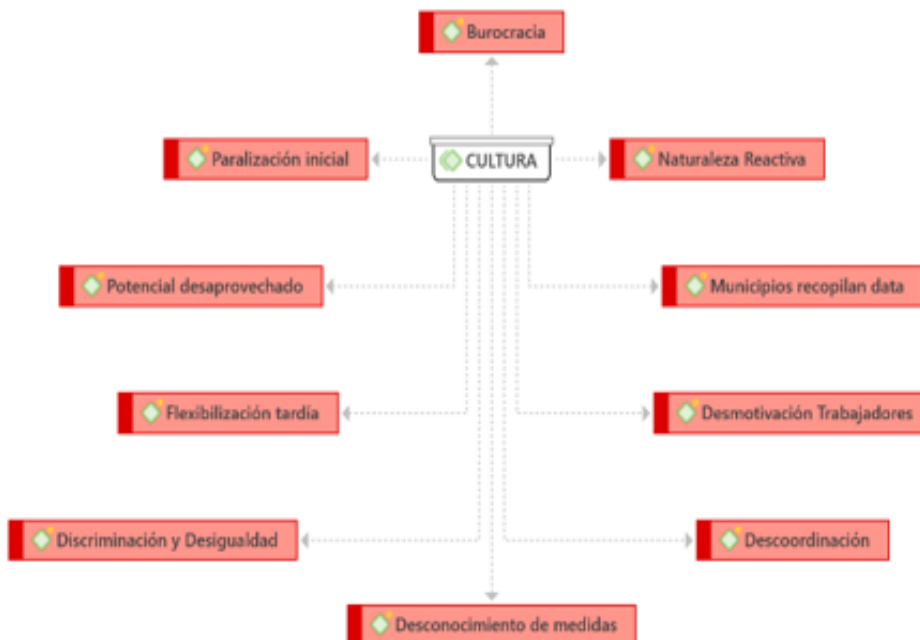 Burocracia
Paralización inicial
CULTURA
Naturaleza Reactiva
Potencial desaprovechado
Municipios recopilan data
Flexibilización tardía
Desmotivación Trabajadores
Discriminación y Desigualdad
Descoordinación
Desconocimiento de medidas